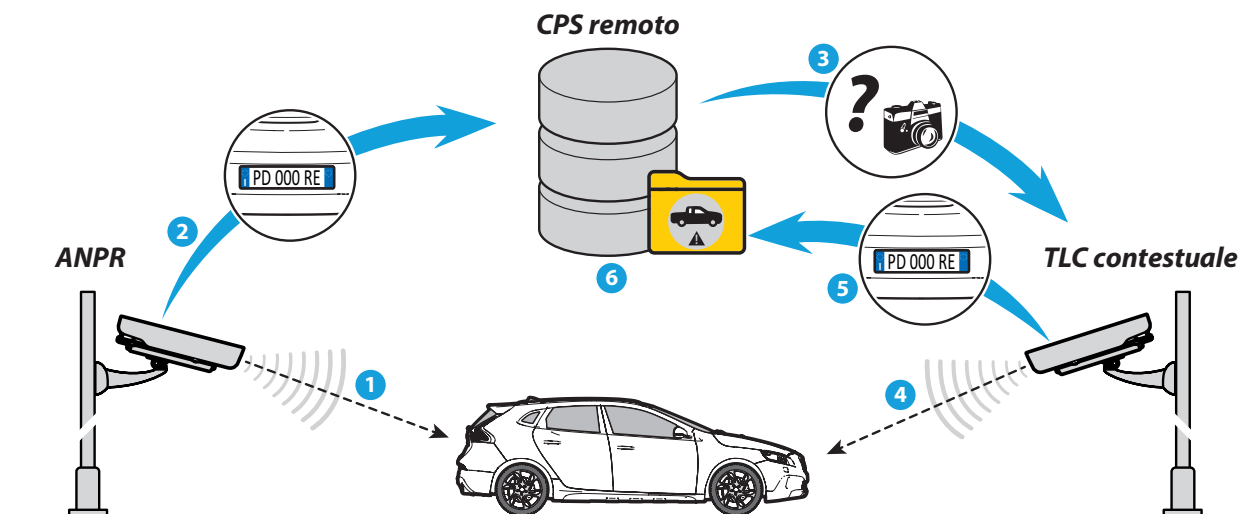 CPS remoto
3
PD 000 RE
2
ANPR
PD 000 RE
TLC contestuale
6
5
1
4